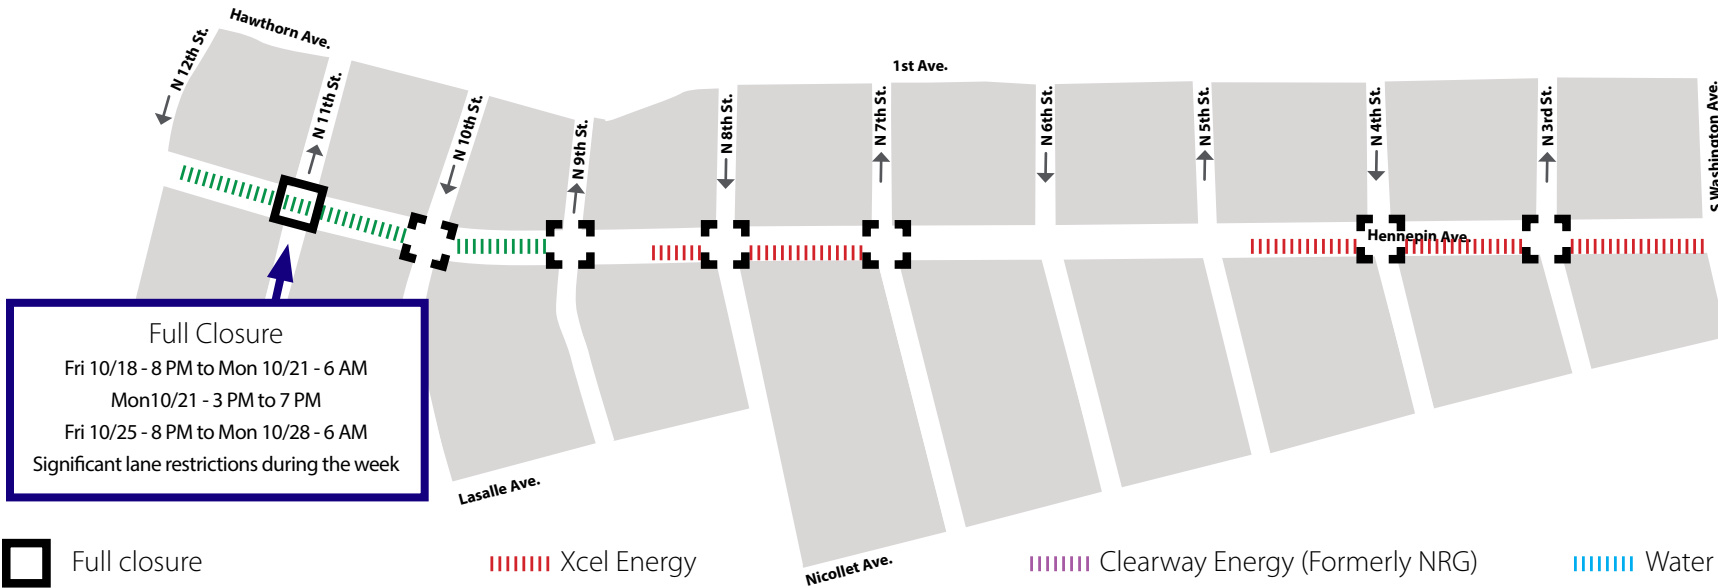 Hawthorn Ave.
N 12th St.
N 11th St.
N 10th St.
N 9th St.
1st Ave.
N 8th St.
N 7th St.
N 6th St.
N 5th St.
N 4th St.
N 3rd St.
S Washington Ave.
Hennepin Ave.
Full Closure
Fri 10/18 - 8 PM to Mon 10/21 - 6 AM
Mon10/21 - 3 PM to 7 PM
Fri 10/25 - 8 PM to Mon 10/28 - 6 AM
Significant lane restrictions during the week
Lasalle Ave.
Nicollet Ave.
Full closure
Xcel Energy
Clearway Energy (Formerly NRG)
Water